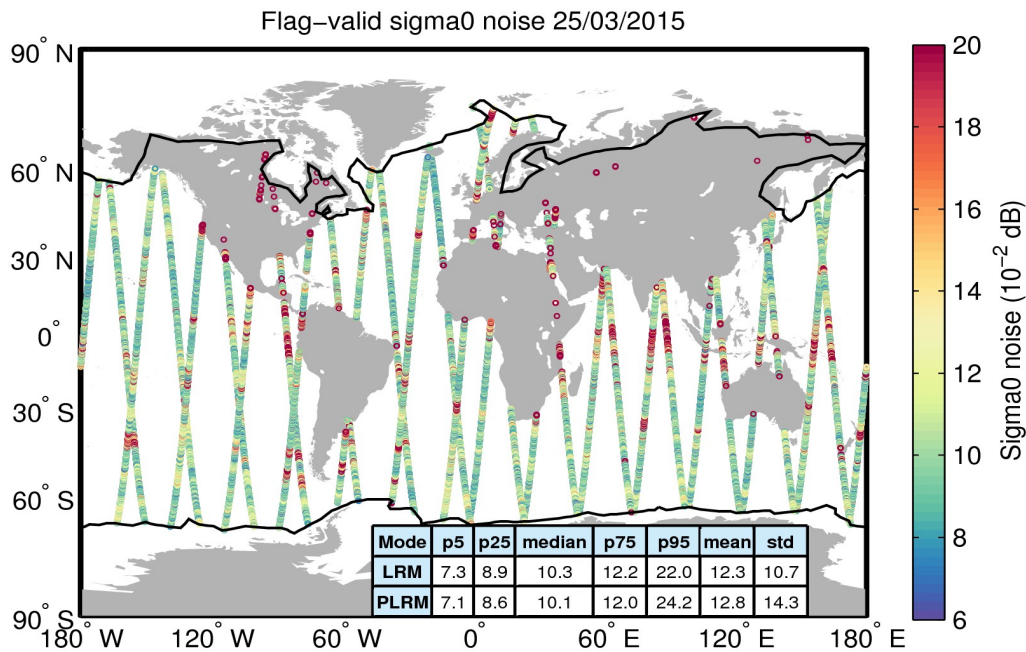 Flag−valid sigma0 noise 25/03/2015
90° N
60° N
30° N
0°
30° S
60° S
90° S
180° W
120° W
60° W
0°
60° E
120° E
180° E
20
18
16
14
12
10
8
6
Sigma0 noise (10⁻² dB)
Mode p5 p25 median p75 p95 mean std
LRM 7.3 8.9 10.3 12.2 22.0 12.3 10.7
PLRM 7.1 8.6 10.1 12.0 24.2 12.8 14.3